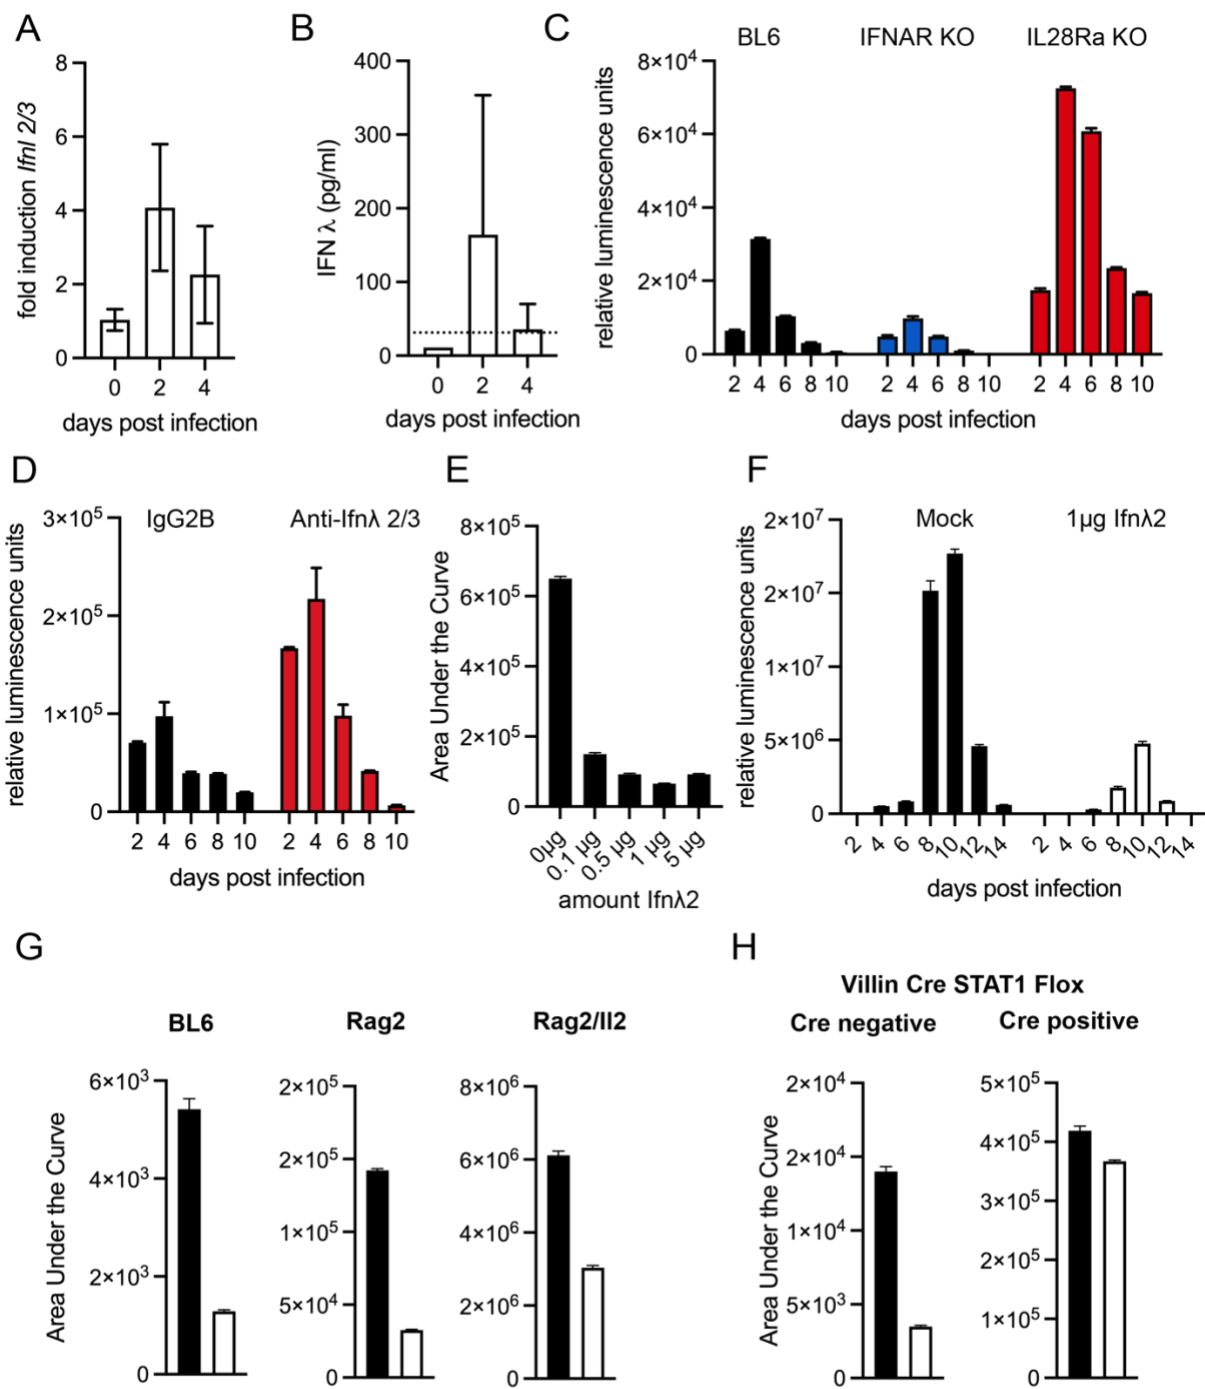 A
fold induction Ifnl 2/3
8
6
4
2
0
0 2 4
days post infection
B
IFN λ (pg/ml)
400
300
200
100
0
0 2 4
days post infection
C
BL6 IFNAR KO IL28Ra KO
relative luminescence units
8×10⁴
6×10⁴
4×10⁴
2×10⁴
0
2 4 6 8 10 2 4 6 8 10 2 4 6 8 10
days post infection
D
IgG2B Anti-Ifnλ 2/3
relative luminescence units
3×10⁵
2×10⁵
1×10⁵
0
2 4 6 8 10 2 4 6 8 10
days post infection
E
Area Under the Curve
8×10⁵
6×10⁵
4×10⁵
2×10⁵
0
0µg 0.1 µg 0.5 µg 1 µg 5 µg
amount Ifnλ2
F
Mock 1µg Ifnλ2
relative luminescence units
2×10⁷
2×10⁷
1×10⁷
5×10⁶
0
2 4 6 8 10 12 14 2 4 6 8 10 12 14
days post infection
G
BL6
Area Under the Curve
6×10³
4×10³
2×10³
0
Rag2
2×10⁵
2×10⁵
1×10⁵
5×10⁴
0
Rag2/Il2
8×10⁶
6×10⁶
4×10⁶
2×10⁶
0
H
Villin Cre STAT1 Flox
Cre negative
Area Under the Curve
2×10⁴
2×10⁴
1×10⁴
5×10³
0
Cre positive
5×10⁵
4×10⁵
3×10⁵
2×10⁵
1×10⁵
0